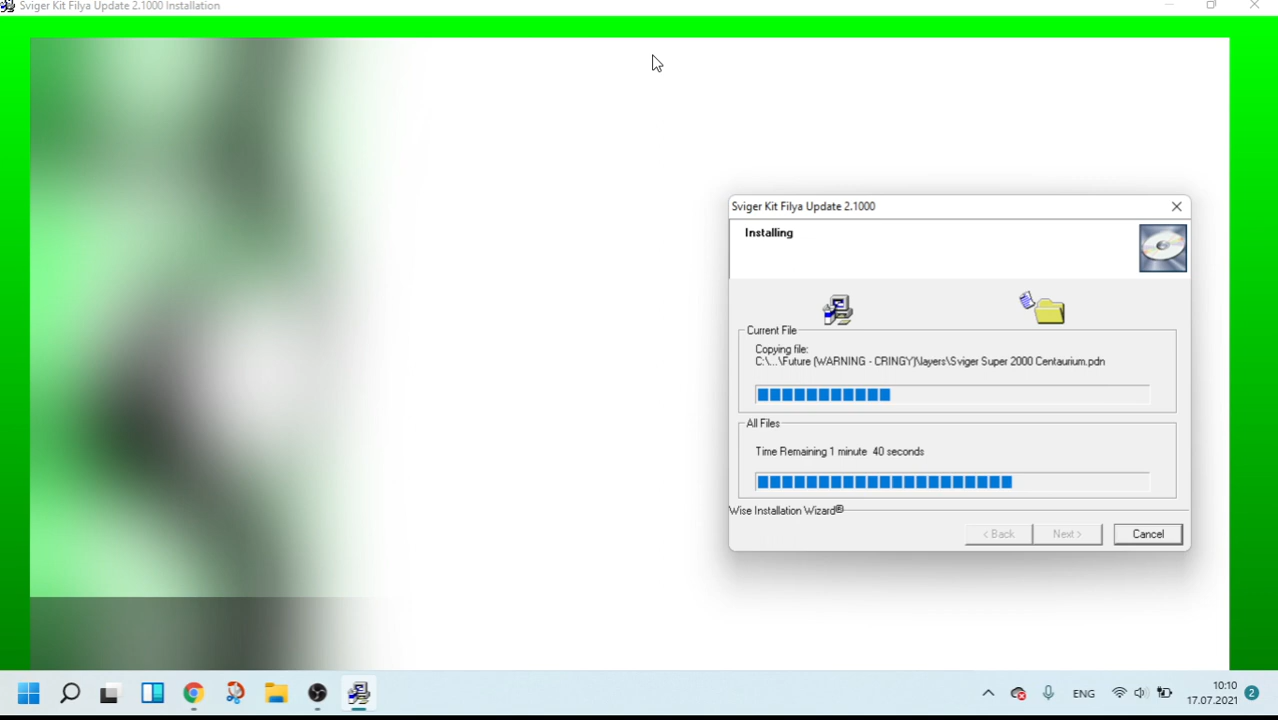 Sviger Kit Filya Update 2.1000 Installation
Sviger Kit Filya Update 2.1000
Installing
Current File
Copying file:
C:\...\Future (WARNING - CRINGY)\layers\Sviger Super 2000 Centaurium.pdn
All Files
Time Remaining 1 minute 40 seconds
Wise Installation Wizard®
< Back
Next >
Cancel
ENG
10:10
17.07.2021
2